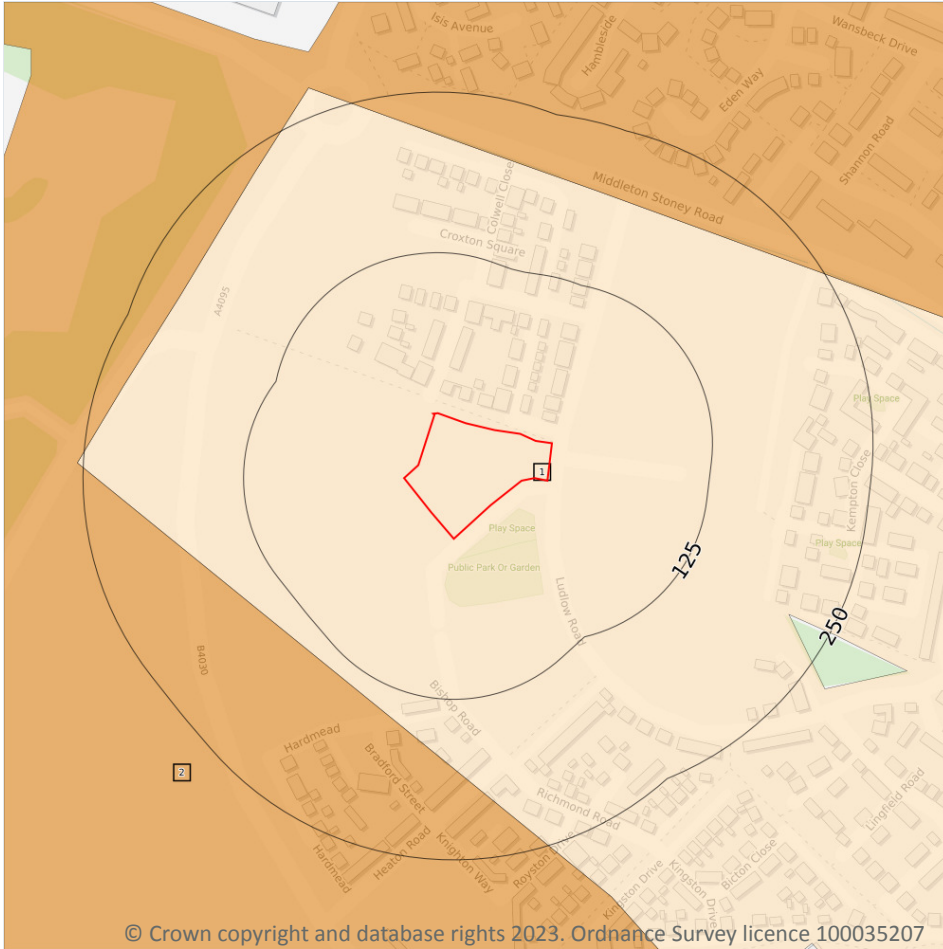 Isis Avenue
Hambleside
Wansbeck Drive
Eden Way
Shannon Road
Middleton Stoney Road
Colwell Close
Croxton Square
A4095
Play Space
Kempton Close
1
Play Space
Play Space
125
Public Park Or Garden
Ludlow Road
250
B4030
Bishop Road
Hardmead
2
Bradford Street
Richmond Road
Lingfield Road
Heaton Road
Hardmead
Knighton Way
Royston Drive
Kingston Drive
Kingston Drive
Bicton Close
© Crown copyright and database rights 2023. Ordnance Survey licence 100035207